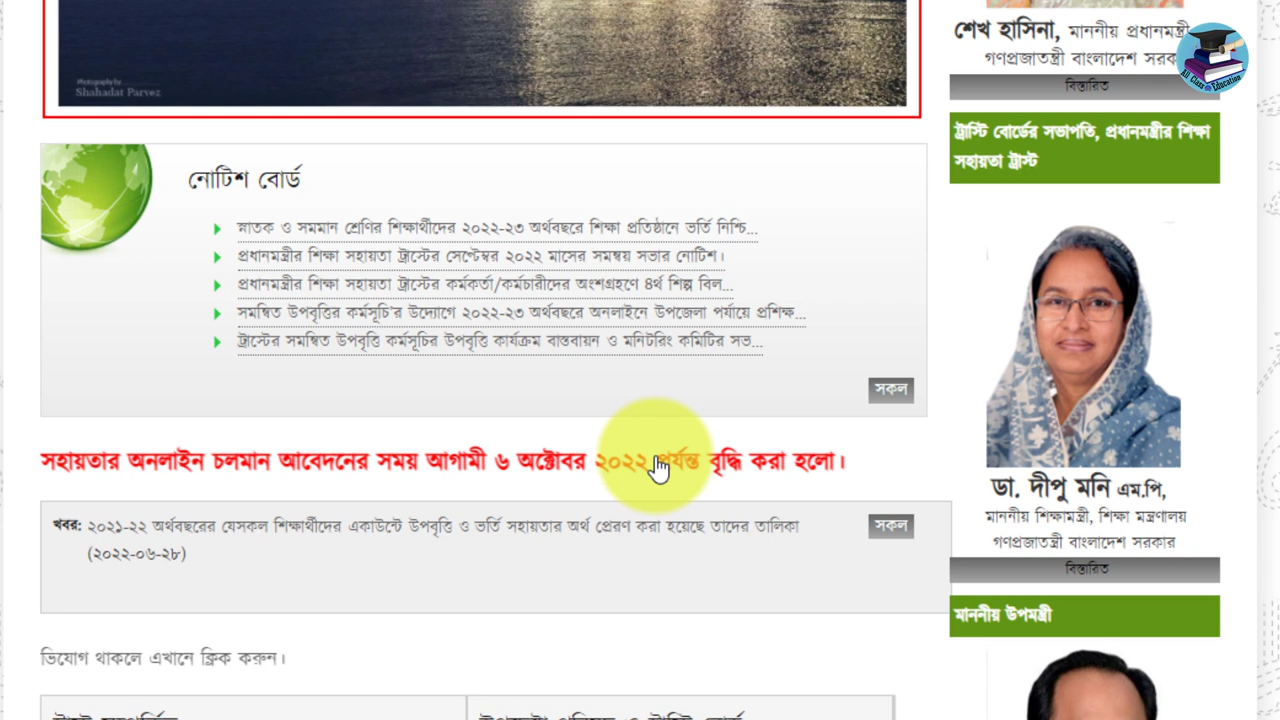 Photography by
Shahadat Parvez
শেখ হাসিনা, মাননীয় প্রধানমন্ত্রী
গণপ্রজাতন্ত্রী বাংলাদেশ
বিস্তারিত
All Class Education
ট্রাস্টি বোর্ডের সভাপতি, প্রধানমন্ত্রীর শিক্ষা
সহায়তা ট্রাস্ট
নোটিশ বোর্ড
স্নাতক ও সমমান শ্রেণির শিক্ষার্থীদের ২০২২-২৩ অর্থবছরে শিক্ষা প্রতিষ্ঠানে ভর্তি নিশ্চি...
প্রধানমন্ত্রীর শিক্ষা সহায়তা ট্রাস্টের সেপ্টেম্বর ২০২২ মাসের সমন্বয় সভার নোটিশ।
প্রধানমন্ত্রীর শিক্ষা সহায়তা ট্রাস্টের কর্মকর্তা/কর্মচারীদের অংশগ্রহণে ৪র্থ শিল্প বিল...
সমন্বিত উপবৃত্তির কর্মসূচি'র উদ্যোগে ২০২২-২৩ অর্থবছরে অনলাইনে উপজেলা পর্যায়ে প্রশিক্ষ...
ট্রাস্টের সমন্বিত উপবৃত্তি কর্মসূচির উপবৃত্তি কার্যক্রম বাস্তবায়ন ও মনিটরিং কমিটির সভ...
সকল
সহায়তার অনলাইন চলমান আবেদনের সময় আগামী ৬ অক্টোবর ২০২২ পর্যন্ত বৃদ্ধি করা হলো।
খবর: ২০২১-২২ অর্থবছরের যেসকল শিক্ষার্থীদের একাউন্টে উপবৃত্তি ও ভর্তি সহায়তার অর্থ প্রেরণ করা হয়েছে তাদের তালিকা
(২০২২-০৬-২৮)
সকল
ডা. দীপু মনি এম.পি,
মাননীয় শিক্ষামন্ত্রী, শিক্ষা মন্ত্রণালয়
গণপ্রজাতন্ত্রী বাংলাদেশ সরকার
বিস্তারিত
মাননীয় উপমন্ত্রী
ভিযোগ থাকলে এখানে ক্লিক করুন।